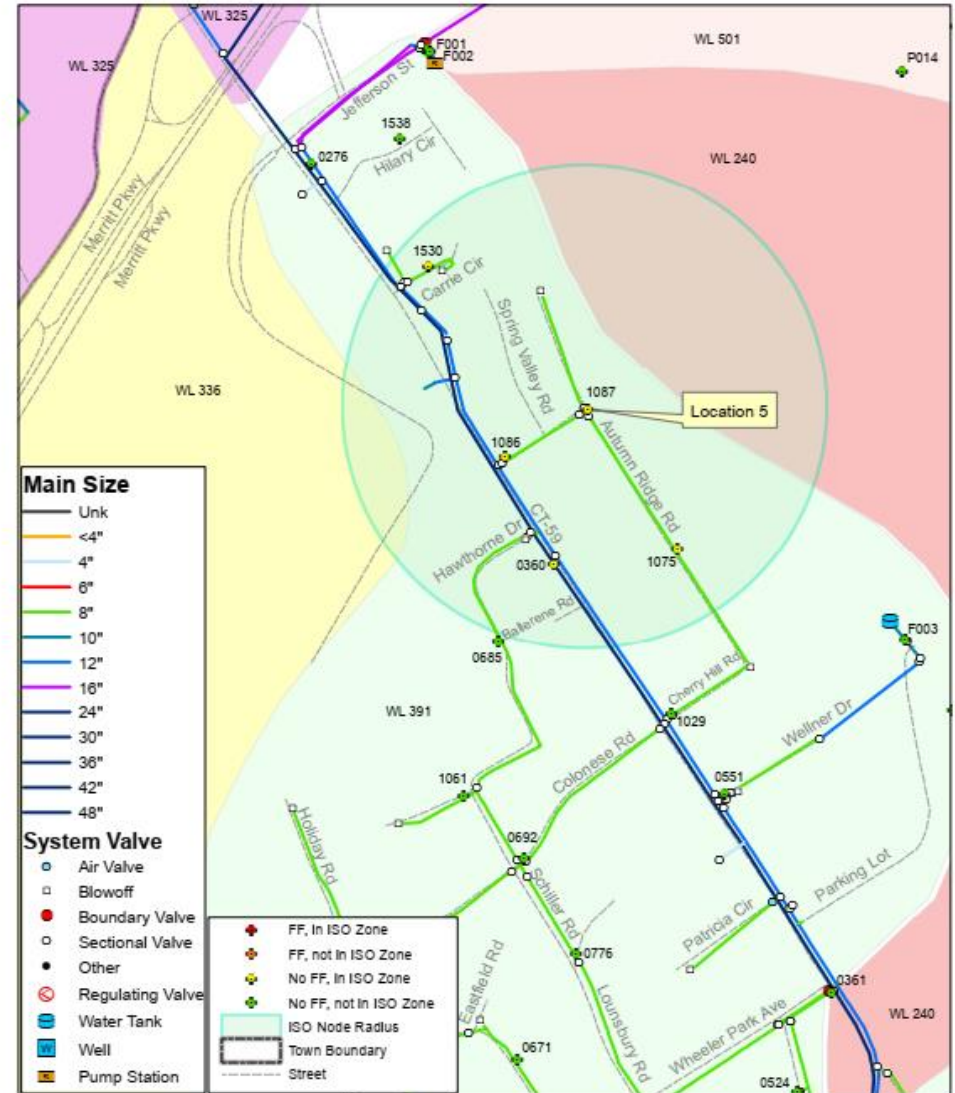 WL 325
F001
F002
WL 501
P014
WL 325
Jefferson St
1538
Hilary Cir
0276
WL 240
Merritt Pkwy
Merritt Pkwy
1530
Carrie Cir
Spring Valley Rd
WL 336
1087
Location 5
Autumn Ridge Rd
1086
CT-59
Hawthorne Dr
0360
1075
Ballerene Rd
0685
F003
Cherry Hill Rd
1029
WL 391
Wellner Dr
Colonese Rd
0551
1061
Holiday Rd
0692
Schiller Rd
Parking Lot
Patricia Cir
0776
Eastfield Rd
Lounsbury Rd
0361
WL 240
Wheeler Park Ave
0671
0524
Main Size
Unk
<4"
4"
6"
8"
10"
12"
16"
24"
30"
36"
42"
48"
System Valve
Air Valve
Blowoff
Boundary Valve
Sectional Valve
Other
Regulating Valve
Water Tank
Well
Pump Station
FF, In ISO Zone
FF, not In ISO Zone
No FF, In ISO Zone
No FF, not In ISO Zone
ISO Node Radius
Town Boundary
Street